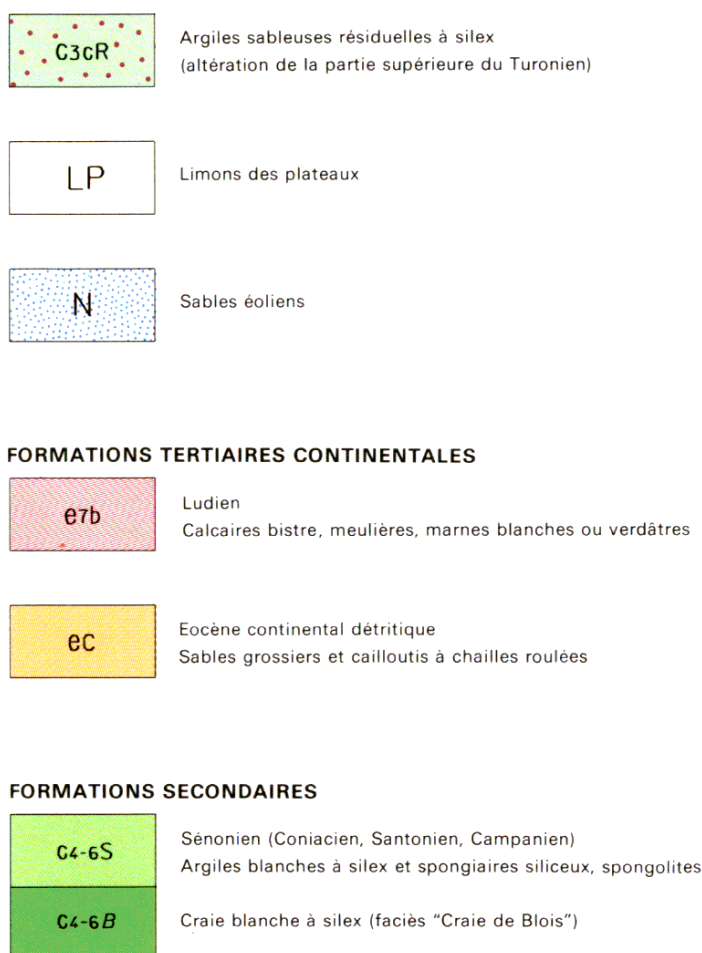 C3cR
Argiles sableuses résiduelles à silex
(altération de la partie supérieure du Turonien)
LP
Limons des plateaux
N
Sables éoliens
FORMATIONS TERTIAIRES CONTINENTALES
e7b
Ludien
Calcaires bistre, meulières, marnes blanches ou verdâtres
ec
Eocène continental détritique
Sables grossiers et cailloutis à chailles roulées
FORMATIONS SECONDAIRES
C4-6S
Sénonien (Coniacien, Santonien, Campanien)
Argiles blanches à silex et spongiaires siliceux, spongolites
C4-6B
Craie blanche à silex (faciès "Craie de Blois")